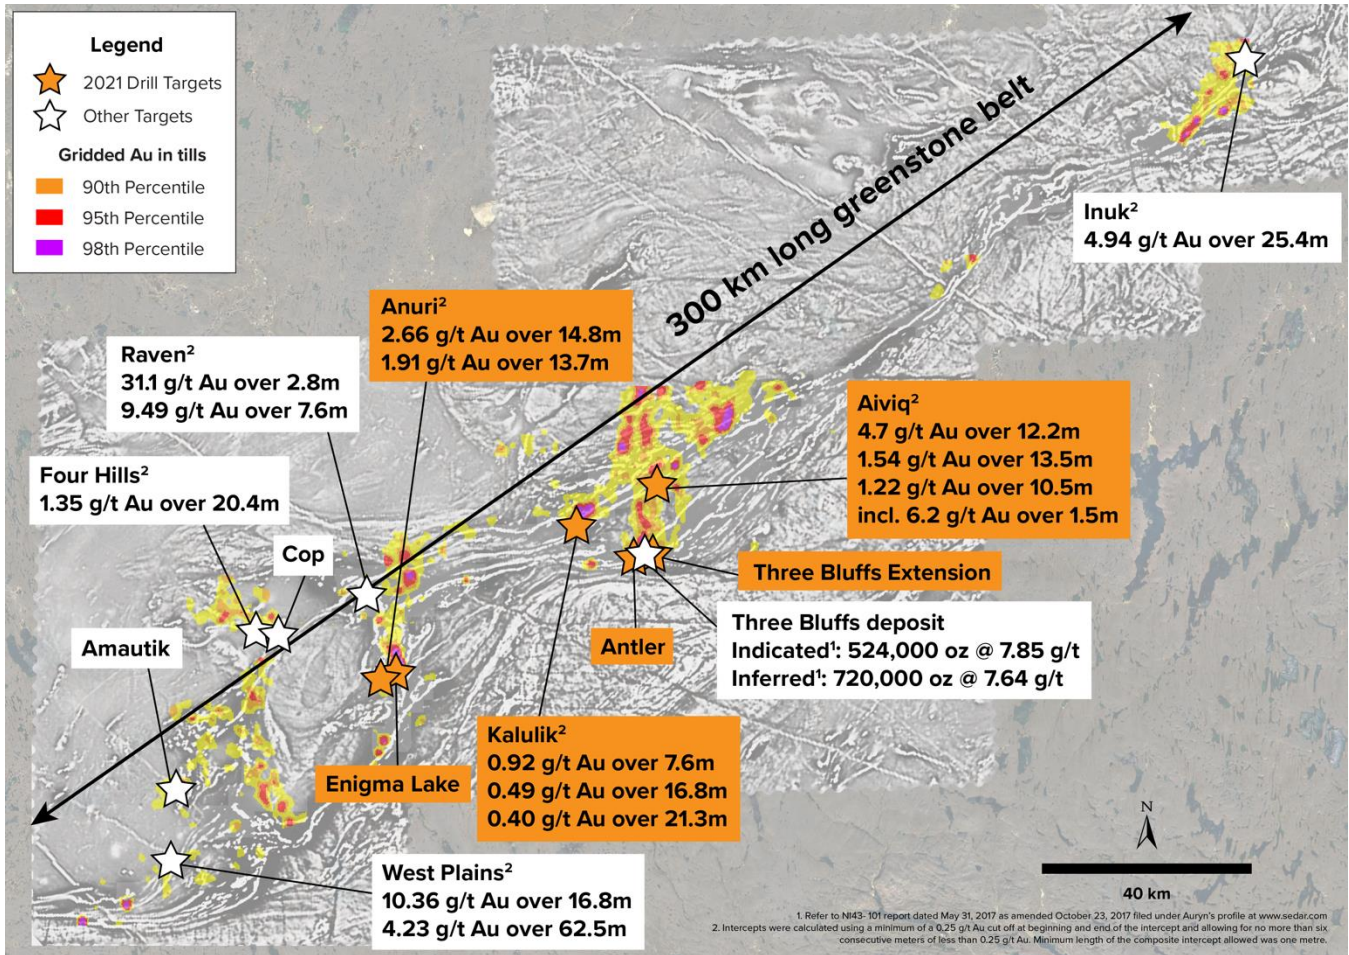 Legend
2021 Drill Targets
Other Targets
Gridded Au in tills
90th Percentile
95th Percentile
98th Percentile
300 km long greenstone belt
Inuk²
4.94 g/t Au over 25.4m
Anuri²
2.66 g/t Au over 14.8m
1.91 g/t Au over 13.7m
Raven²
31.1 g/t Au over 2.8m
9.49 g/t Au over 7.6m
Aiviq²
4.7 g/t Au over 12.2m
1.54 g/t Au over 13.5m
1.22 g/t Au over 10.5m
incl. 6.2 g/t Au over 1.5m
Four Hills²
1.35 g/t Au over 20.4m
Cop
Three Bluffs Extension
Amautik
Antler
Three Bluffs deposit
Indicated¹: 524,000 oz @ 7.85 g/t
Inferred¹: 720,000 oz @ 7.64 g/t
Kalulik²
0.92 g/t Au over 7.6m
0.49 g/t Au over 16.8m
0.40 g/t Au over 21.3m
Enigma Lake
West Plains²
10.36 g/t Au over 16.8m
4.23 g/t Au over 62.5m
N
40 km
1. Refer to NI43- 101 report dated May 31, 2017 as amended October 23, 2017 filed under Auryn's profile at www.sedar.com
2. Intercepts were calculated using a minimum of a 0.25 g/t Au cut off at beginning and end of the intercept and allowing for no more than six
consecutive meters of less than 0.25 g/t Au. Minimum length of the composite intercept allowed was one metre.